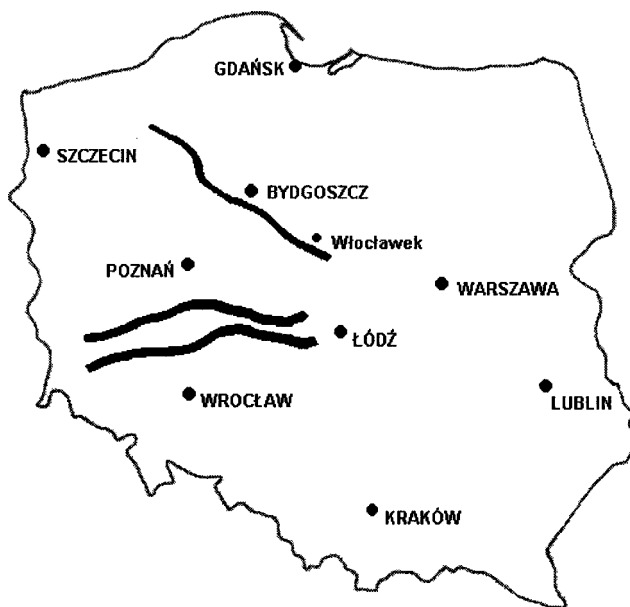 GDAŃSK
SZCZECIN
BYDGOSZCZ
Włocławek
POZNAŃ
WARSZAWA
ŁÓDŹ
WROCŁAW
LUBLIN
KRAKÓW